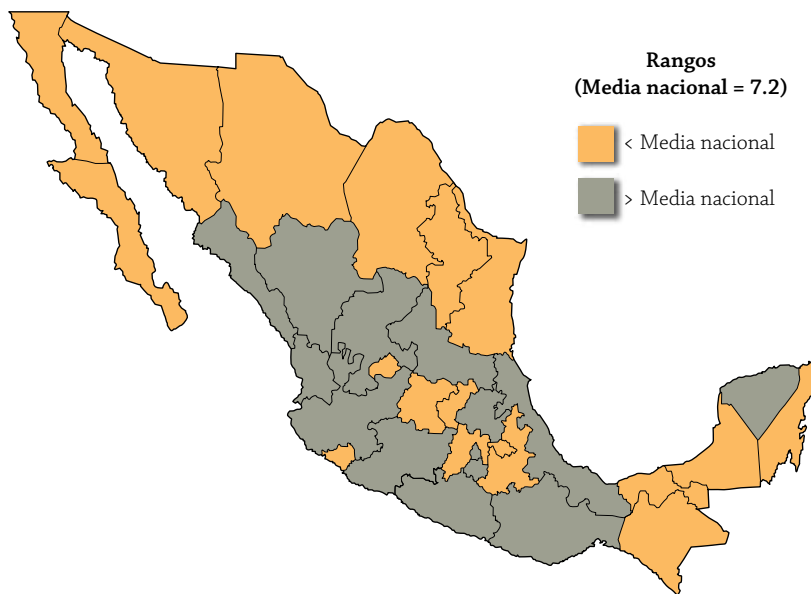 Rangos
(Media nacional = 7.2)
< Media nacional
> Media nacional